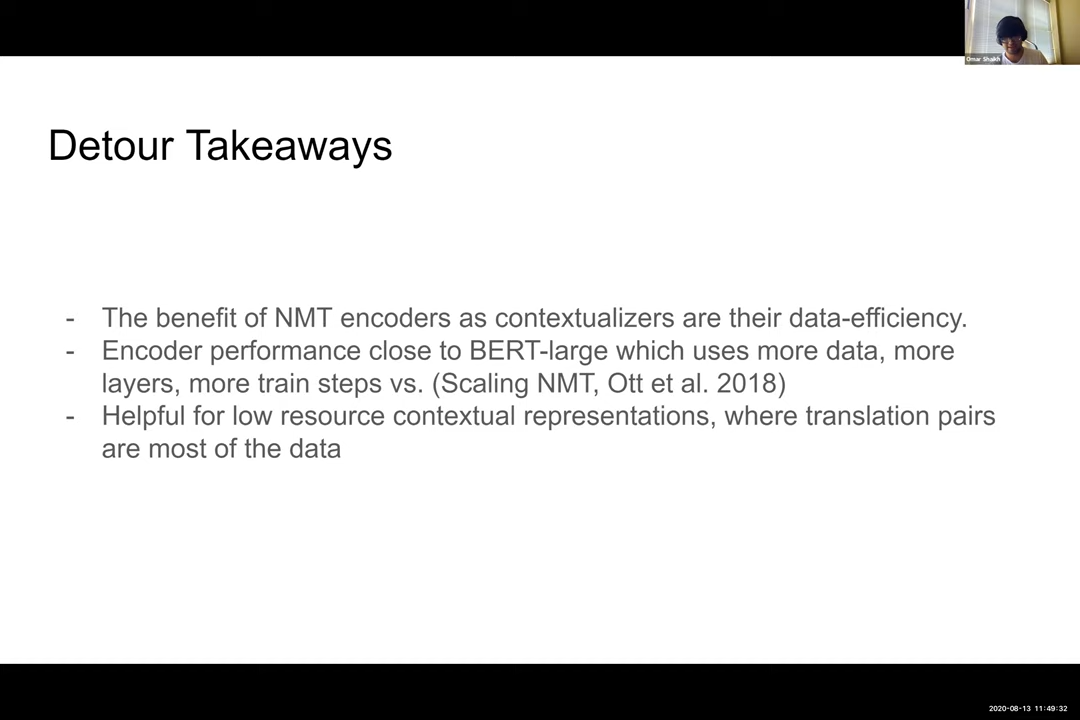 Omar Shaikh
Detour Takeaways
- The benefit of NMT encoders as contextualizers are their data-efficiency.
- Encoder performance close to BERT-large which uses more data, more
layers, more train steps vs. (Scaling NMT, Ott et al. 2018)
- Helpful for low resource contextual representations, where translation pairs
are most of the data
2020-08-13 11:49:32